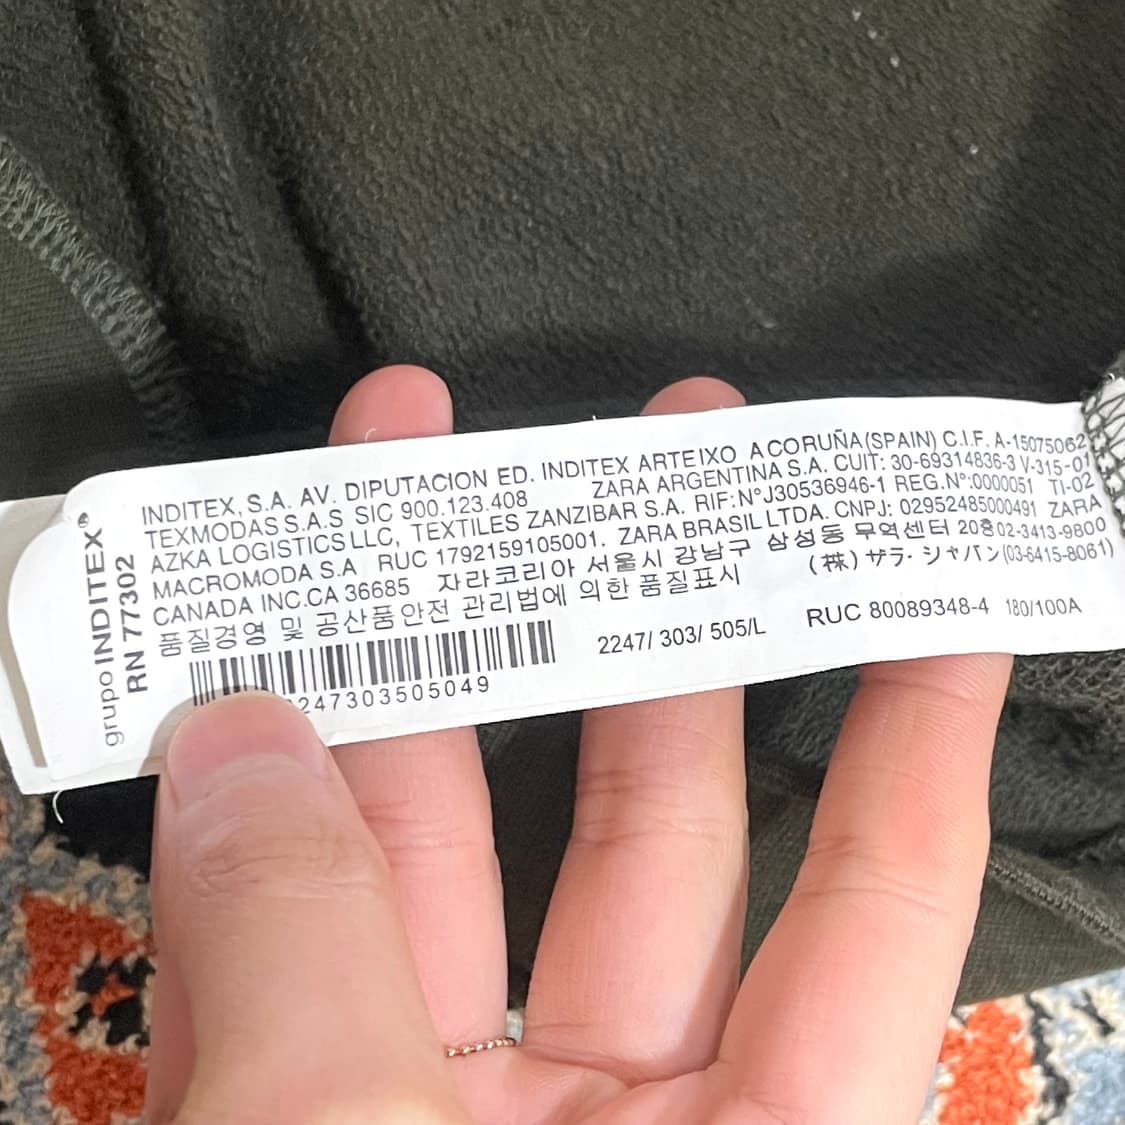 grupo INDITEX®
RN 77302
INDITEX, S.A. AV. DIPUTACION ED. INDITEX ARTEIXO A CORUÑA (SPAIN) C.I.F. A-15075062
TEXMODAS S.A.S SIC 900.123.408 ZARA ARGENTINA S.A. CUIT: 30-69314836-3 V-315-01
AZKA LOGISTICS LLC, TEXTILES ZANZIBAR S.A. RIF:NºJ30536946-1 REG.Nº:0000051 TI-02
MACROMODA S.A RUC 1792159105001. ZARA BRASIL LTDA. CNPJ: 02952485000491 ZARA
CANADA INC.CA 36685 자라코리아 서울시 강남구 삼성동 무역센터 20층02-3413-9800
품질경영 및 공산품안전 관리법에 의한 품질표시 (株) ザラ・ジャパン(03-6415-8061)
2247/ 303/ 505/L RUC 80089348-4 180/100A
247303505049